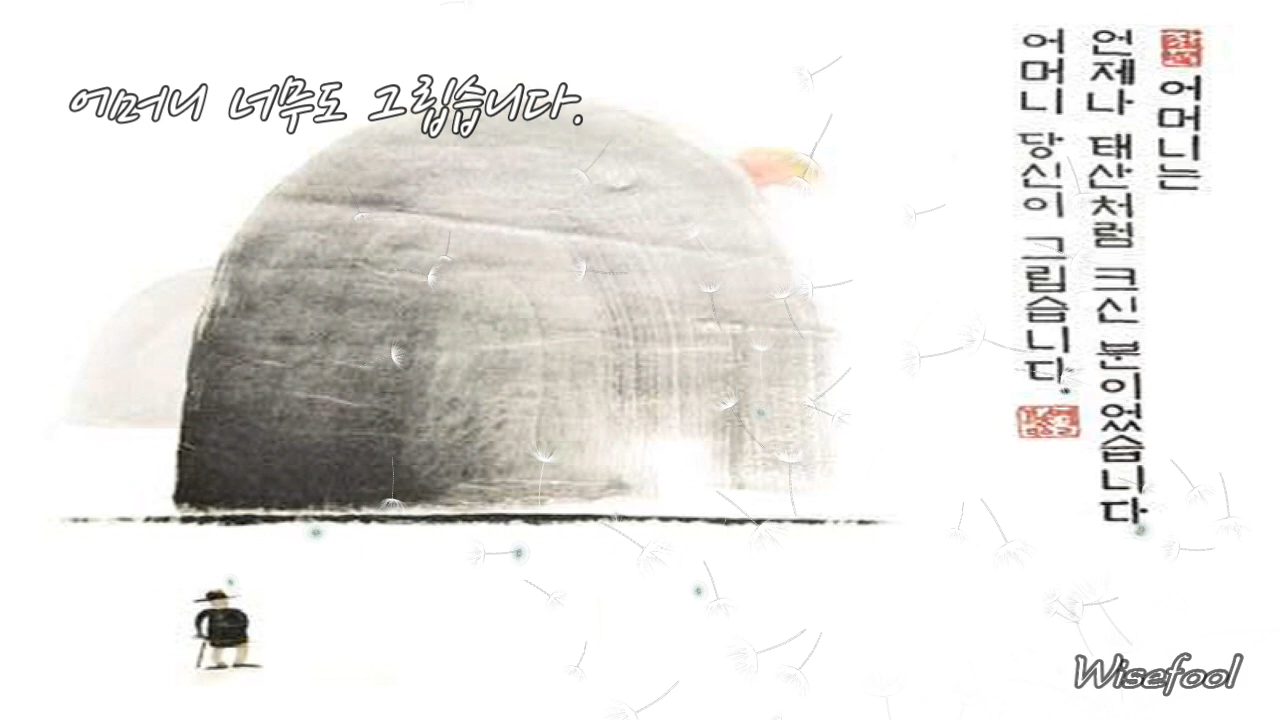 어머니 너무도 그립습니다.
어머니는
언제나 태산처럼 크신 분이었습니다
어머니 당신이 그립습니다.
Wisefool